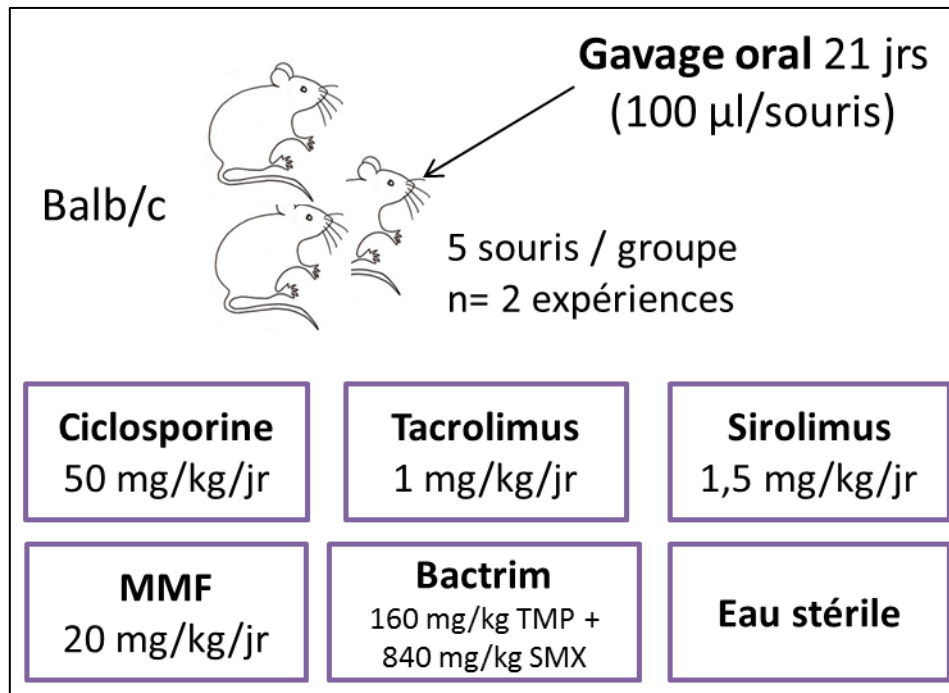 Gavage oral 21 jrs
(100 µl/souris)
Balb/c
5 souris / groupe
n= 2 expériences
Ciclosporine
50 mg/kg/jr
Tacrolimus
1 mg/kg/jr
Sirolimus
1,5 mg/kg/jr
MMF
20 mg/kg/jr
Bactrim
160 mg/kg TMP +
840 mg/kg SMX
Eau stérile